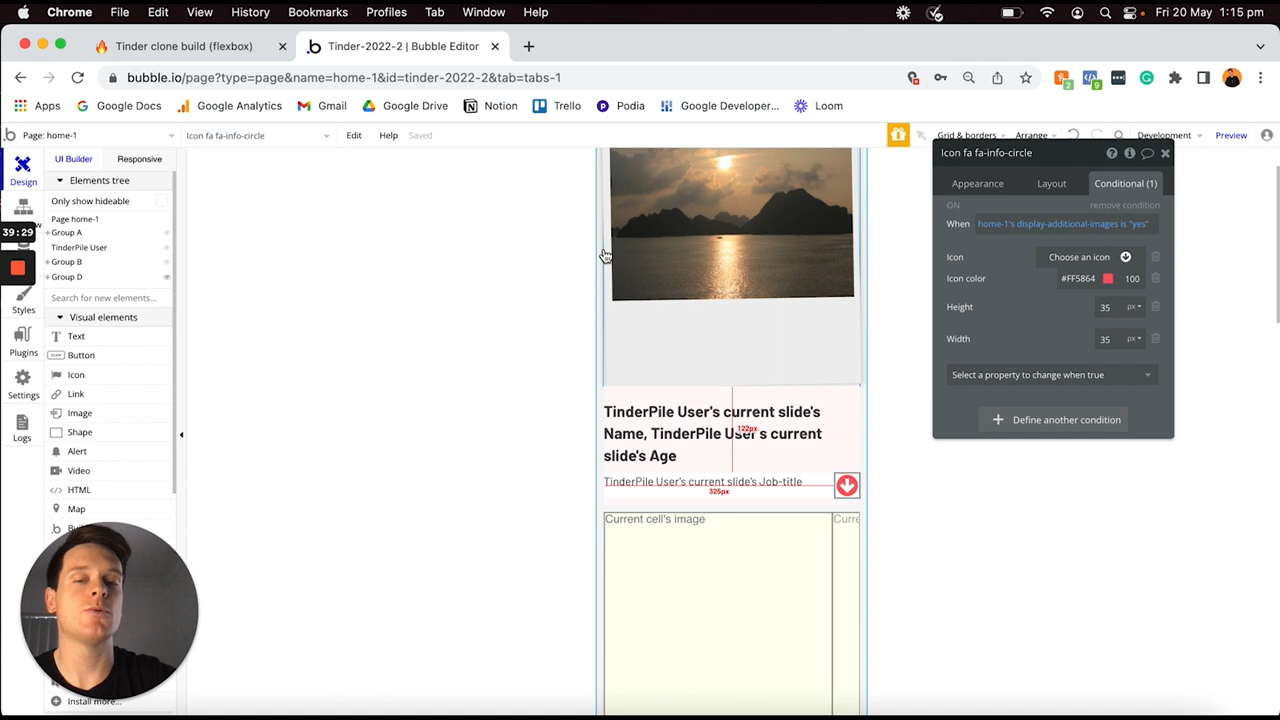 Chrome File Edit View History Bookmarks Profiles Tab Window Help Fri 20 May 1:15 pm
Tinder clone build (flexbox) Tinder-2022-2 | Bubble Editor
bubble.io/page?type=page&name=home-1&id=tinder-2022-2&tab=tabs-1 2 9
Apps Google Docs Google Analytics Gmail Google Drive Notion Trello Podia Google Developer... Loom
Page: home-1 Icon fa fa-info-circle Edit Help Saved Grid & borders Arrange Development Preview
UI Builder Responsive
Design
Elements tree
Only show hideable
Page home-1
Group A
TinderPile User
Group B
Group D
39:29
Search for new elements...
Styles
Visual elements
Text
Plugins
Button
Icon
Settings
Link
Image
Logs
Shape
Alert
Video
HTML
Map
Install more...
TinderPile User's current slide's
Name, TinderPile User's current
slide's Age
122px
TinderPile User's current slide's Job-title
325px
Current cell's image Curre
Icon fa fa-info-circle
Appearance Layout Conditional (1)
ON remove condition
When home-1's display-additional-images is "yes"
Icon Choose an icon
Icon color #FF5864 100
Height 35 px
Width 35 px
Select a property to change when true
Define another condition